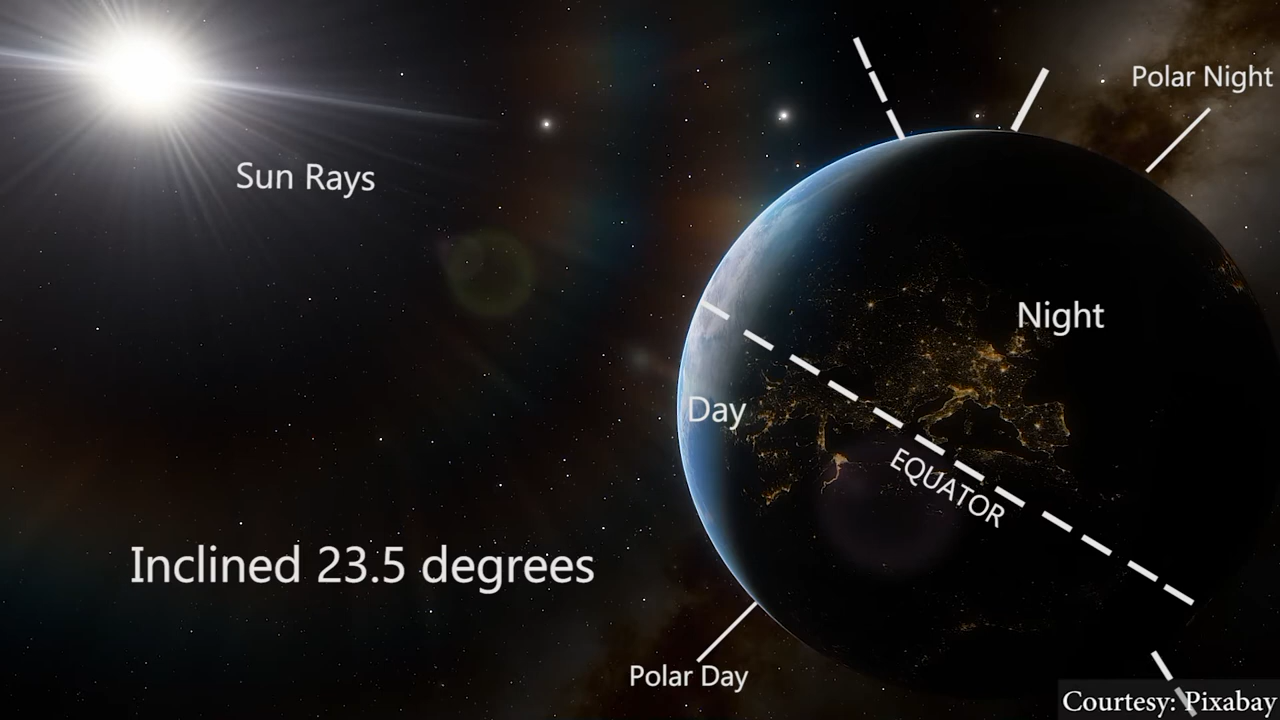 Polar Night
Sun Rays
Night
Day
EQUATOR
Inclined 23.5 degrees
Polar Day
Courtesy: Pixabay